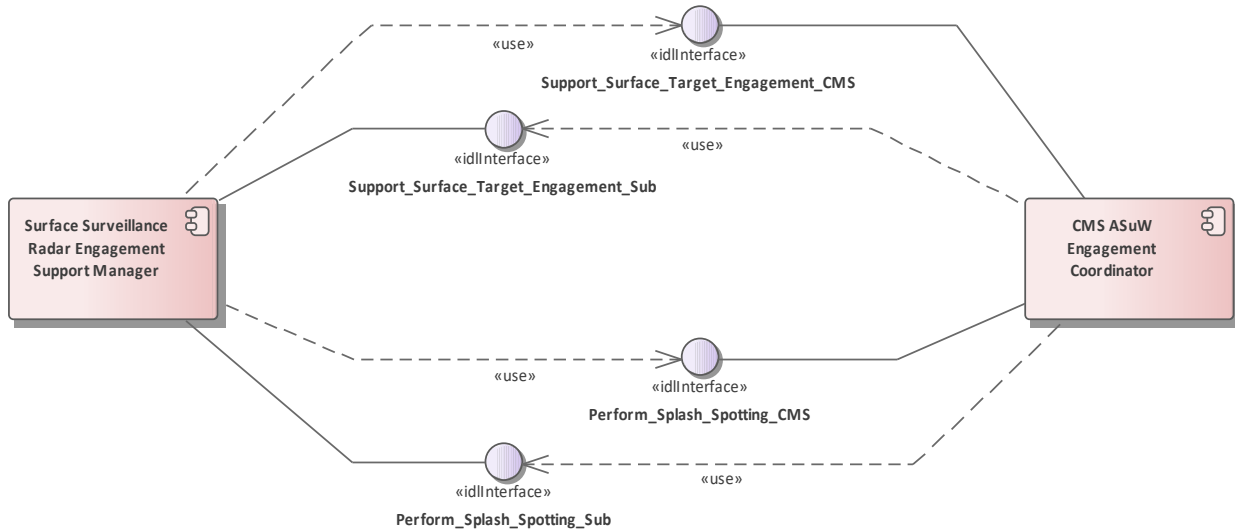 «use»
«idlInterface»
Support_Surface_Target_Engagement_CMS
«use»
«idlInterface»
Support_Surface_Target_Engagement_Sub
Surface Surveillance
Radar Engagement
Support Manager
CMS ASuW
Engagement
Coordinator
«use»
«idlInterface»
Perform_Splash_Spotting_CMS
«use»
«idlInterface»
Perform_Splash_Spotting_Sub